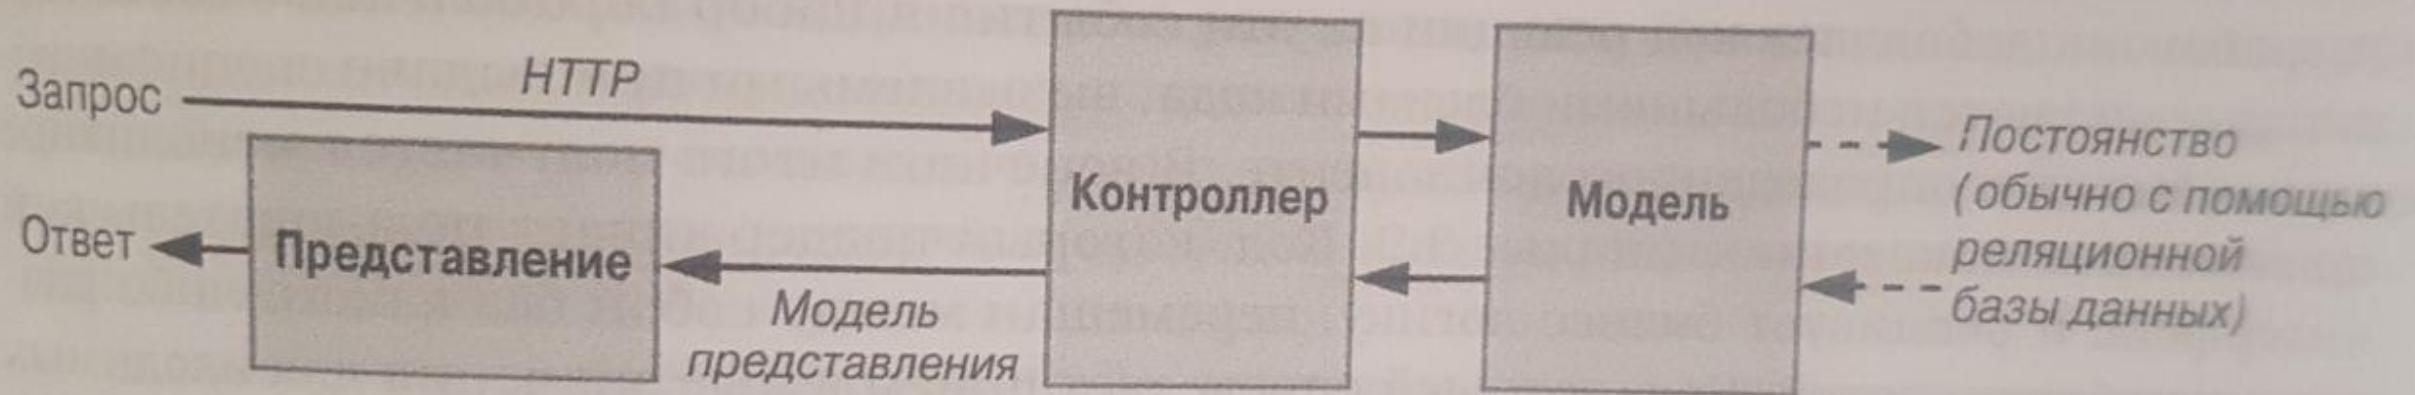 Запрос
HTTP
Контроллер
Модель
Постоянство
(обычно с помощью
реляционной
базы данных)
Ответ
Представление
Модель
представления